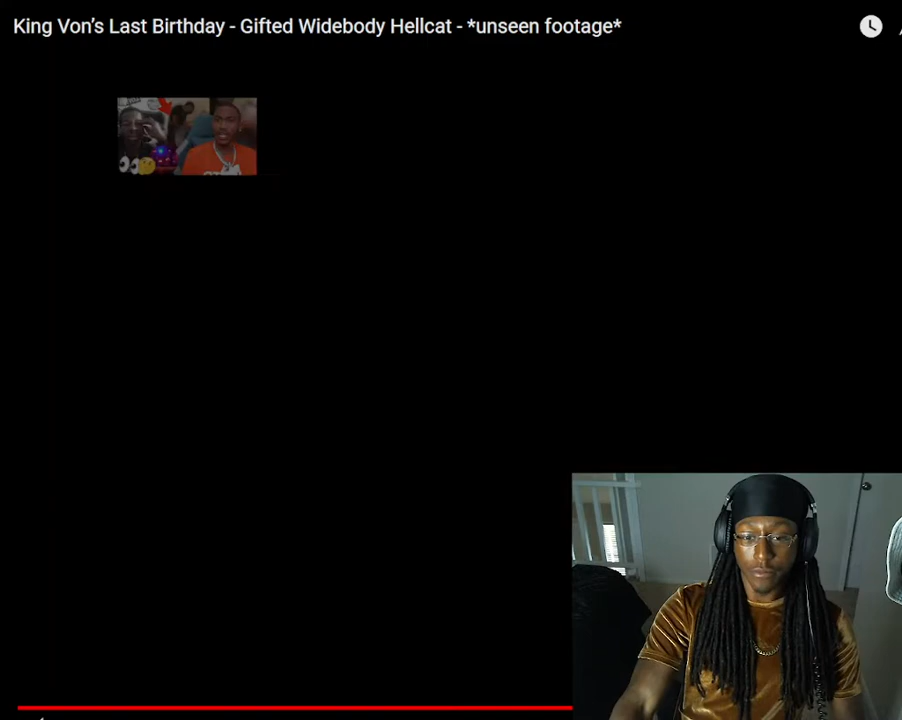 King Von’s Last Birthday - Gifted Widebody Hellcat - *unseen footage*